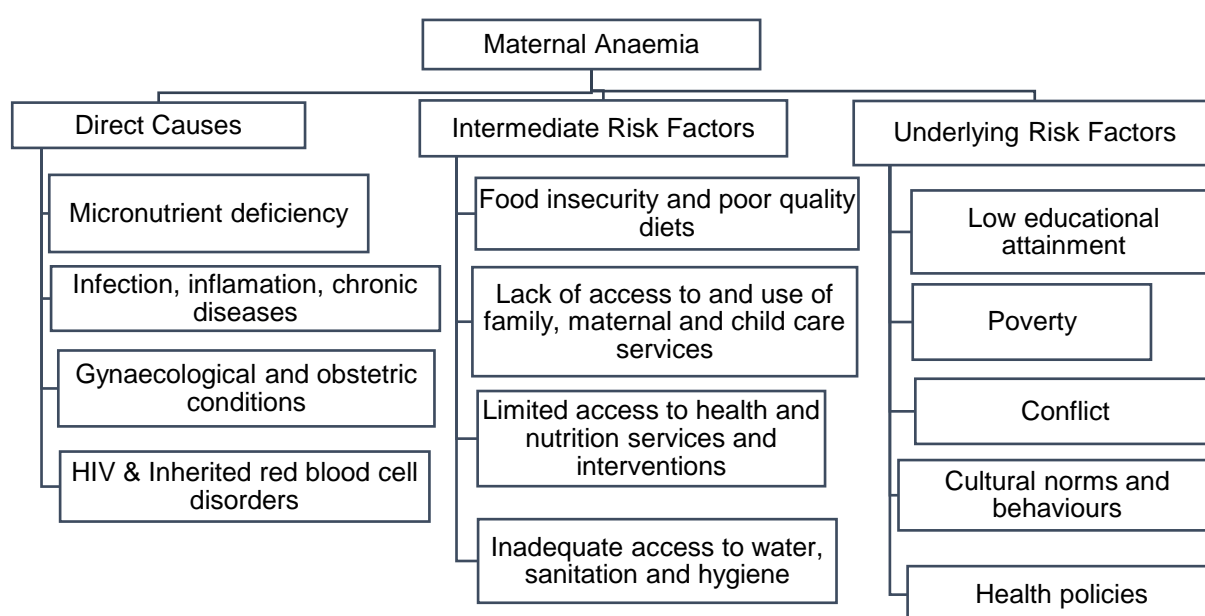 Maternal Anaemia
Direct Causes
Micronutrient deficiency
Infection, inflamation, chronic
diseases
Gynaecological and obstetric
conditions
HIV & Inherited red blood cell
disorders
Intermediate Risk Factors
Food insecurity and poor quality
diets
Lack of access to and use of
family, maternal and child care
services
Limited access to health and
nutrition services and
interventions
Inadequate access to water,
sanitation and hygiene
Underlying Risk Factors
Low educational
attainment
Poverty
Conflict
Cultural norms and
behaviours
Health policies